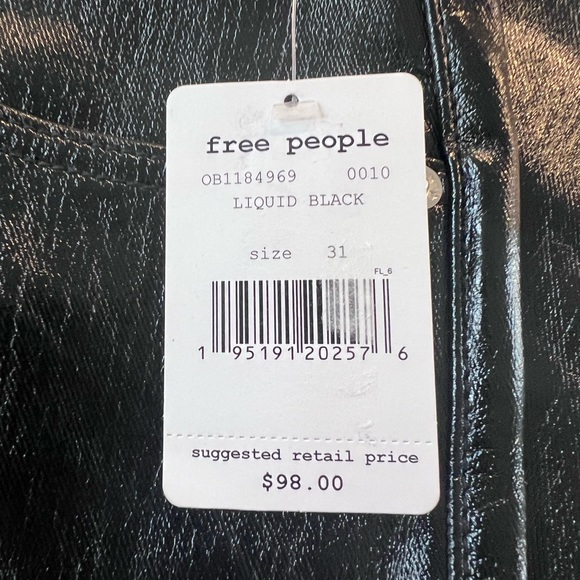 free people
OB1184969 0010
LIQUID BLACK
size 31
FL_6
1 95191 20257 6
suggested retail price
$98.00